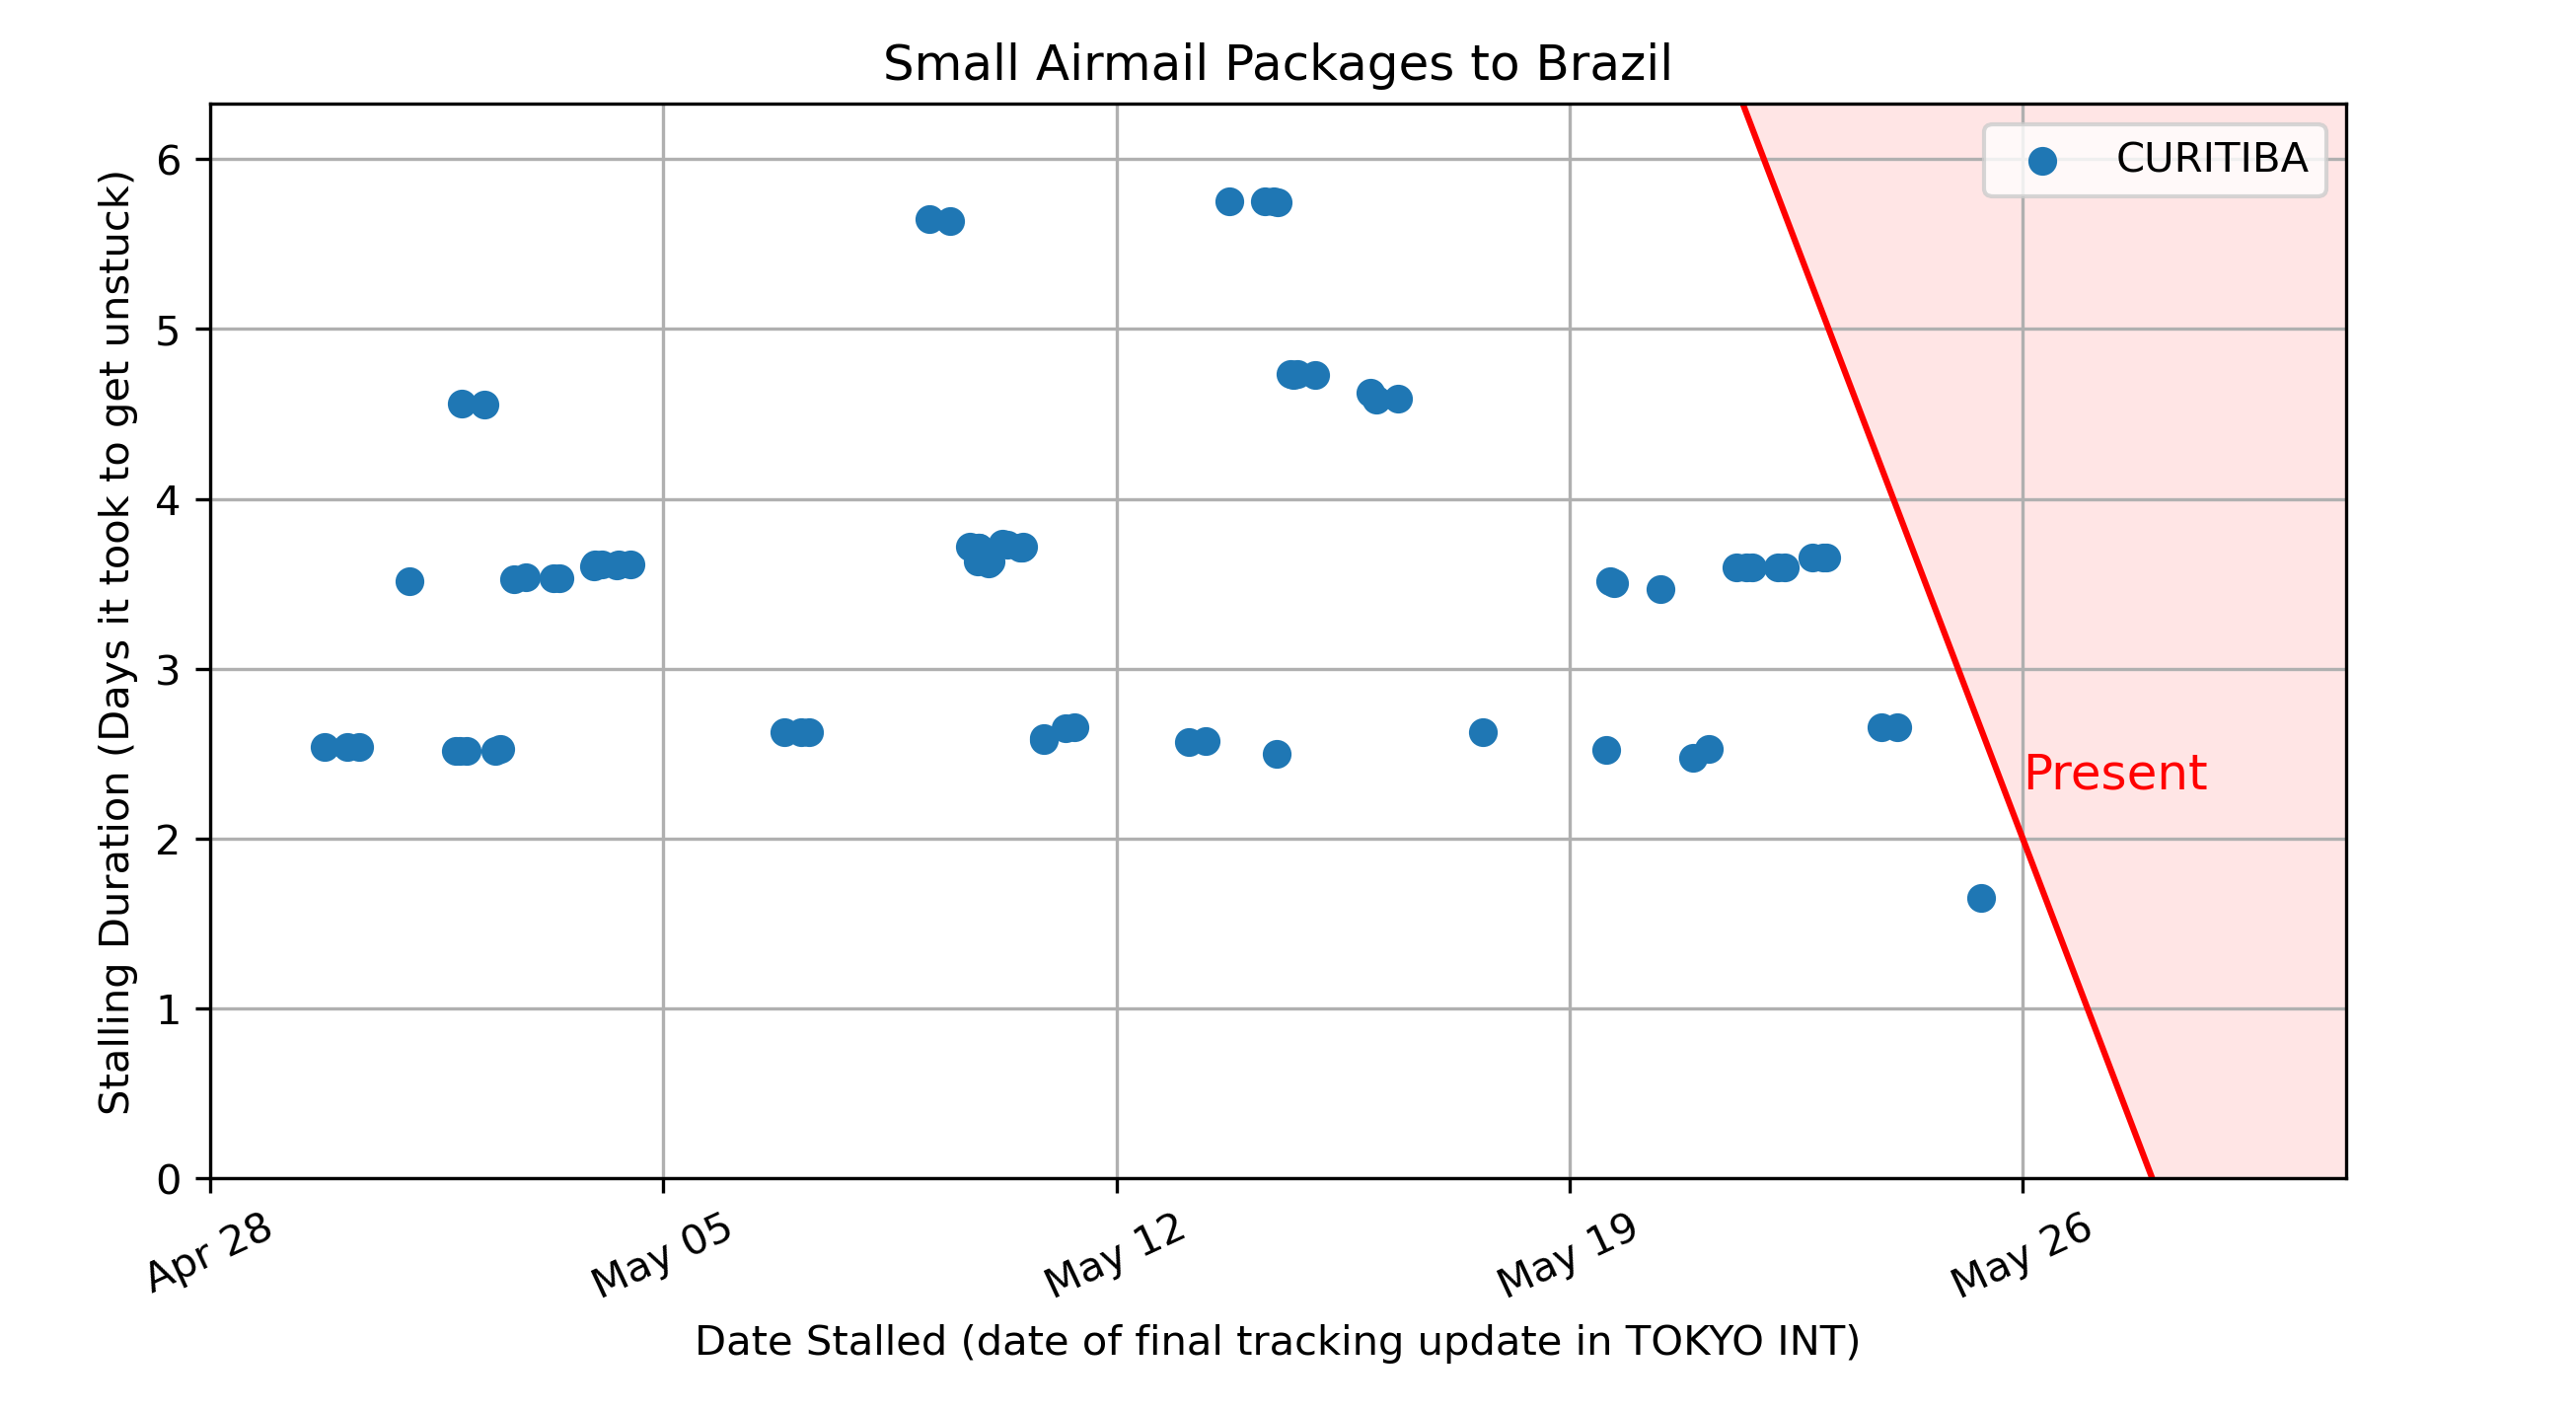 Small Airmail Packages to Brazil
CURITIBA
Stalling Duration (Days it took to get unstuck)
6
5
4
3
2
1
0
Present
Apr 28
May 05
May 12
May 19
May 26
Date Stalled (date of final tracking update in TOKYO INT)